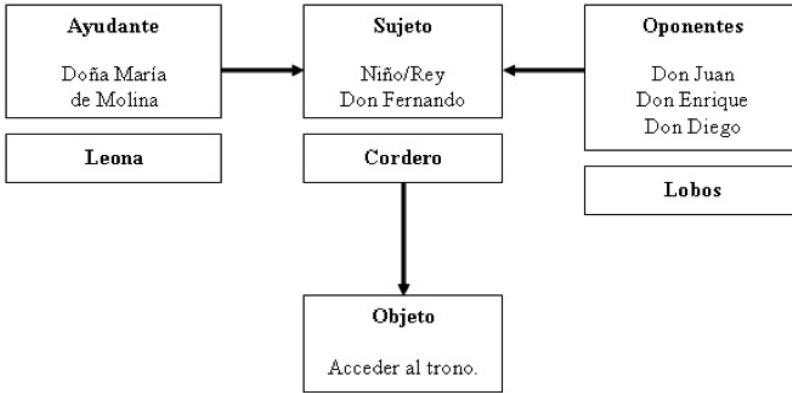 Ayudante
Doña María
de Molina
Leona
Sujeto
Niño/Rey
Don Fernando
Cordero
Oponentes
Don Juan
Don Enrique
Don Diego
Lobos
Objeto
Acceder al trono.